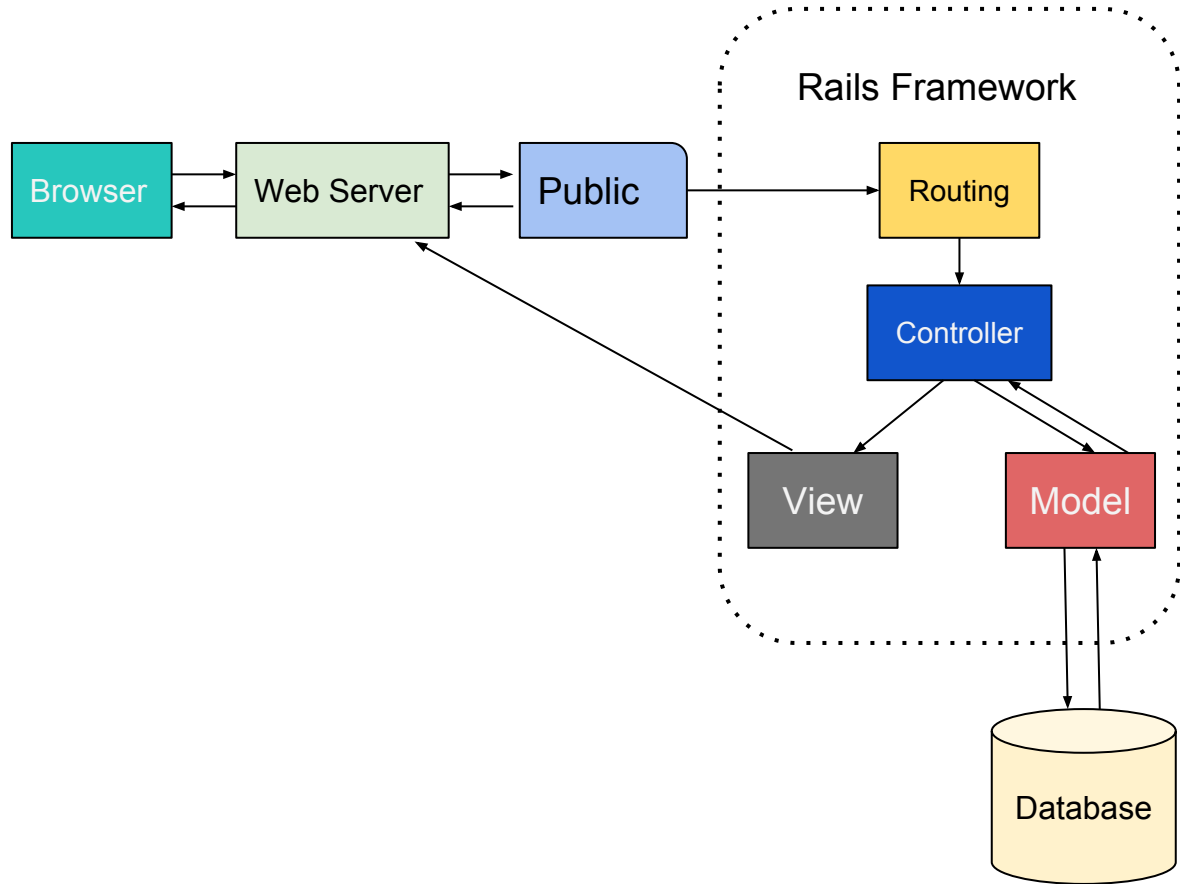 Rails Framework
Browser
Web Server
Public
Routing
Controller
View
Model
Database